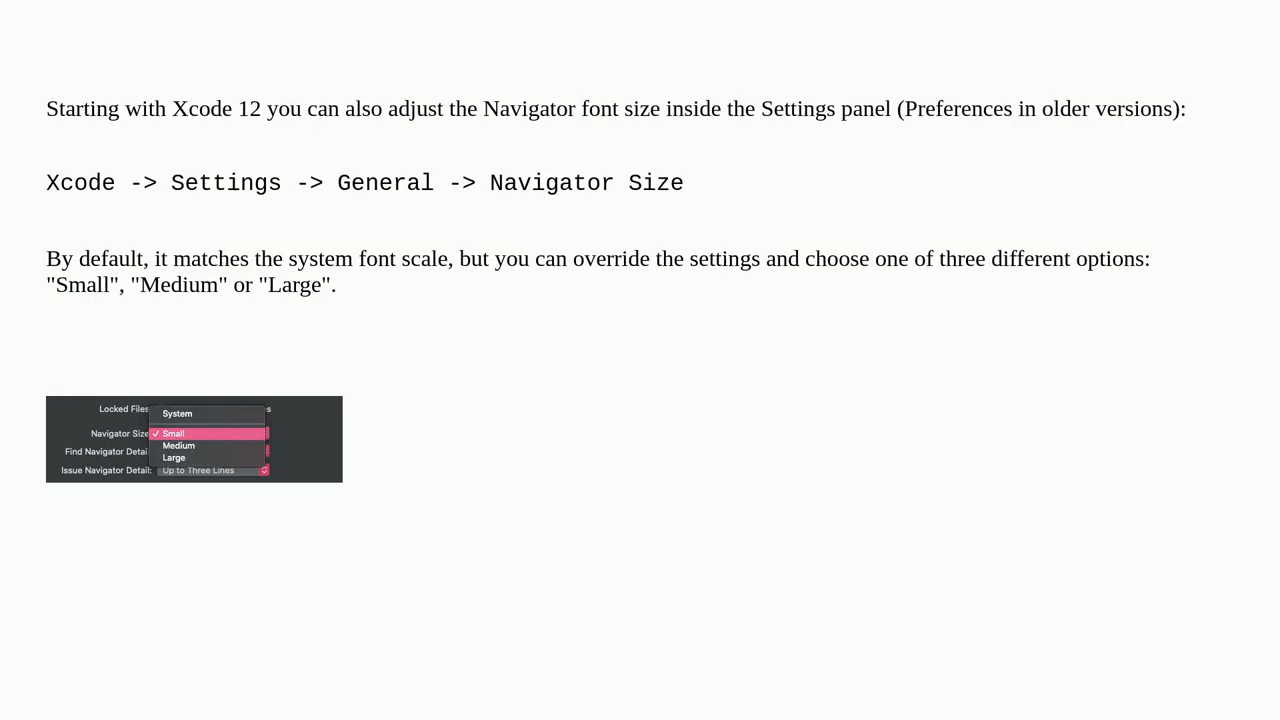 Starting with Xcode 12 you can also adjust the Navigator font size inside the Settings panel (Preferences in older versions):
Xcode -> Settings -> General -> Navigator Size
By default, it matches the system font scale, but you can override the settings and choose one of three different options:
"Small", "Medium" or "Large".
Locked Files
System
Navigator Size
✓ Small
Medium
Find Navigator Detai
Large
Issue Navigator Detail: Up to Three Lines